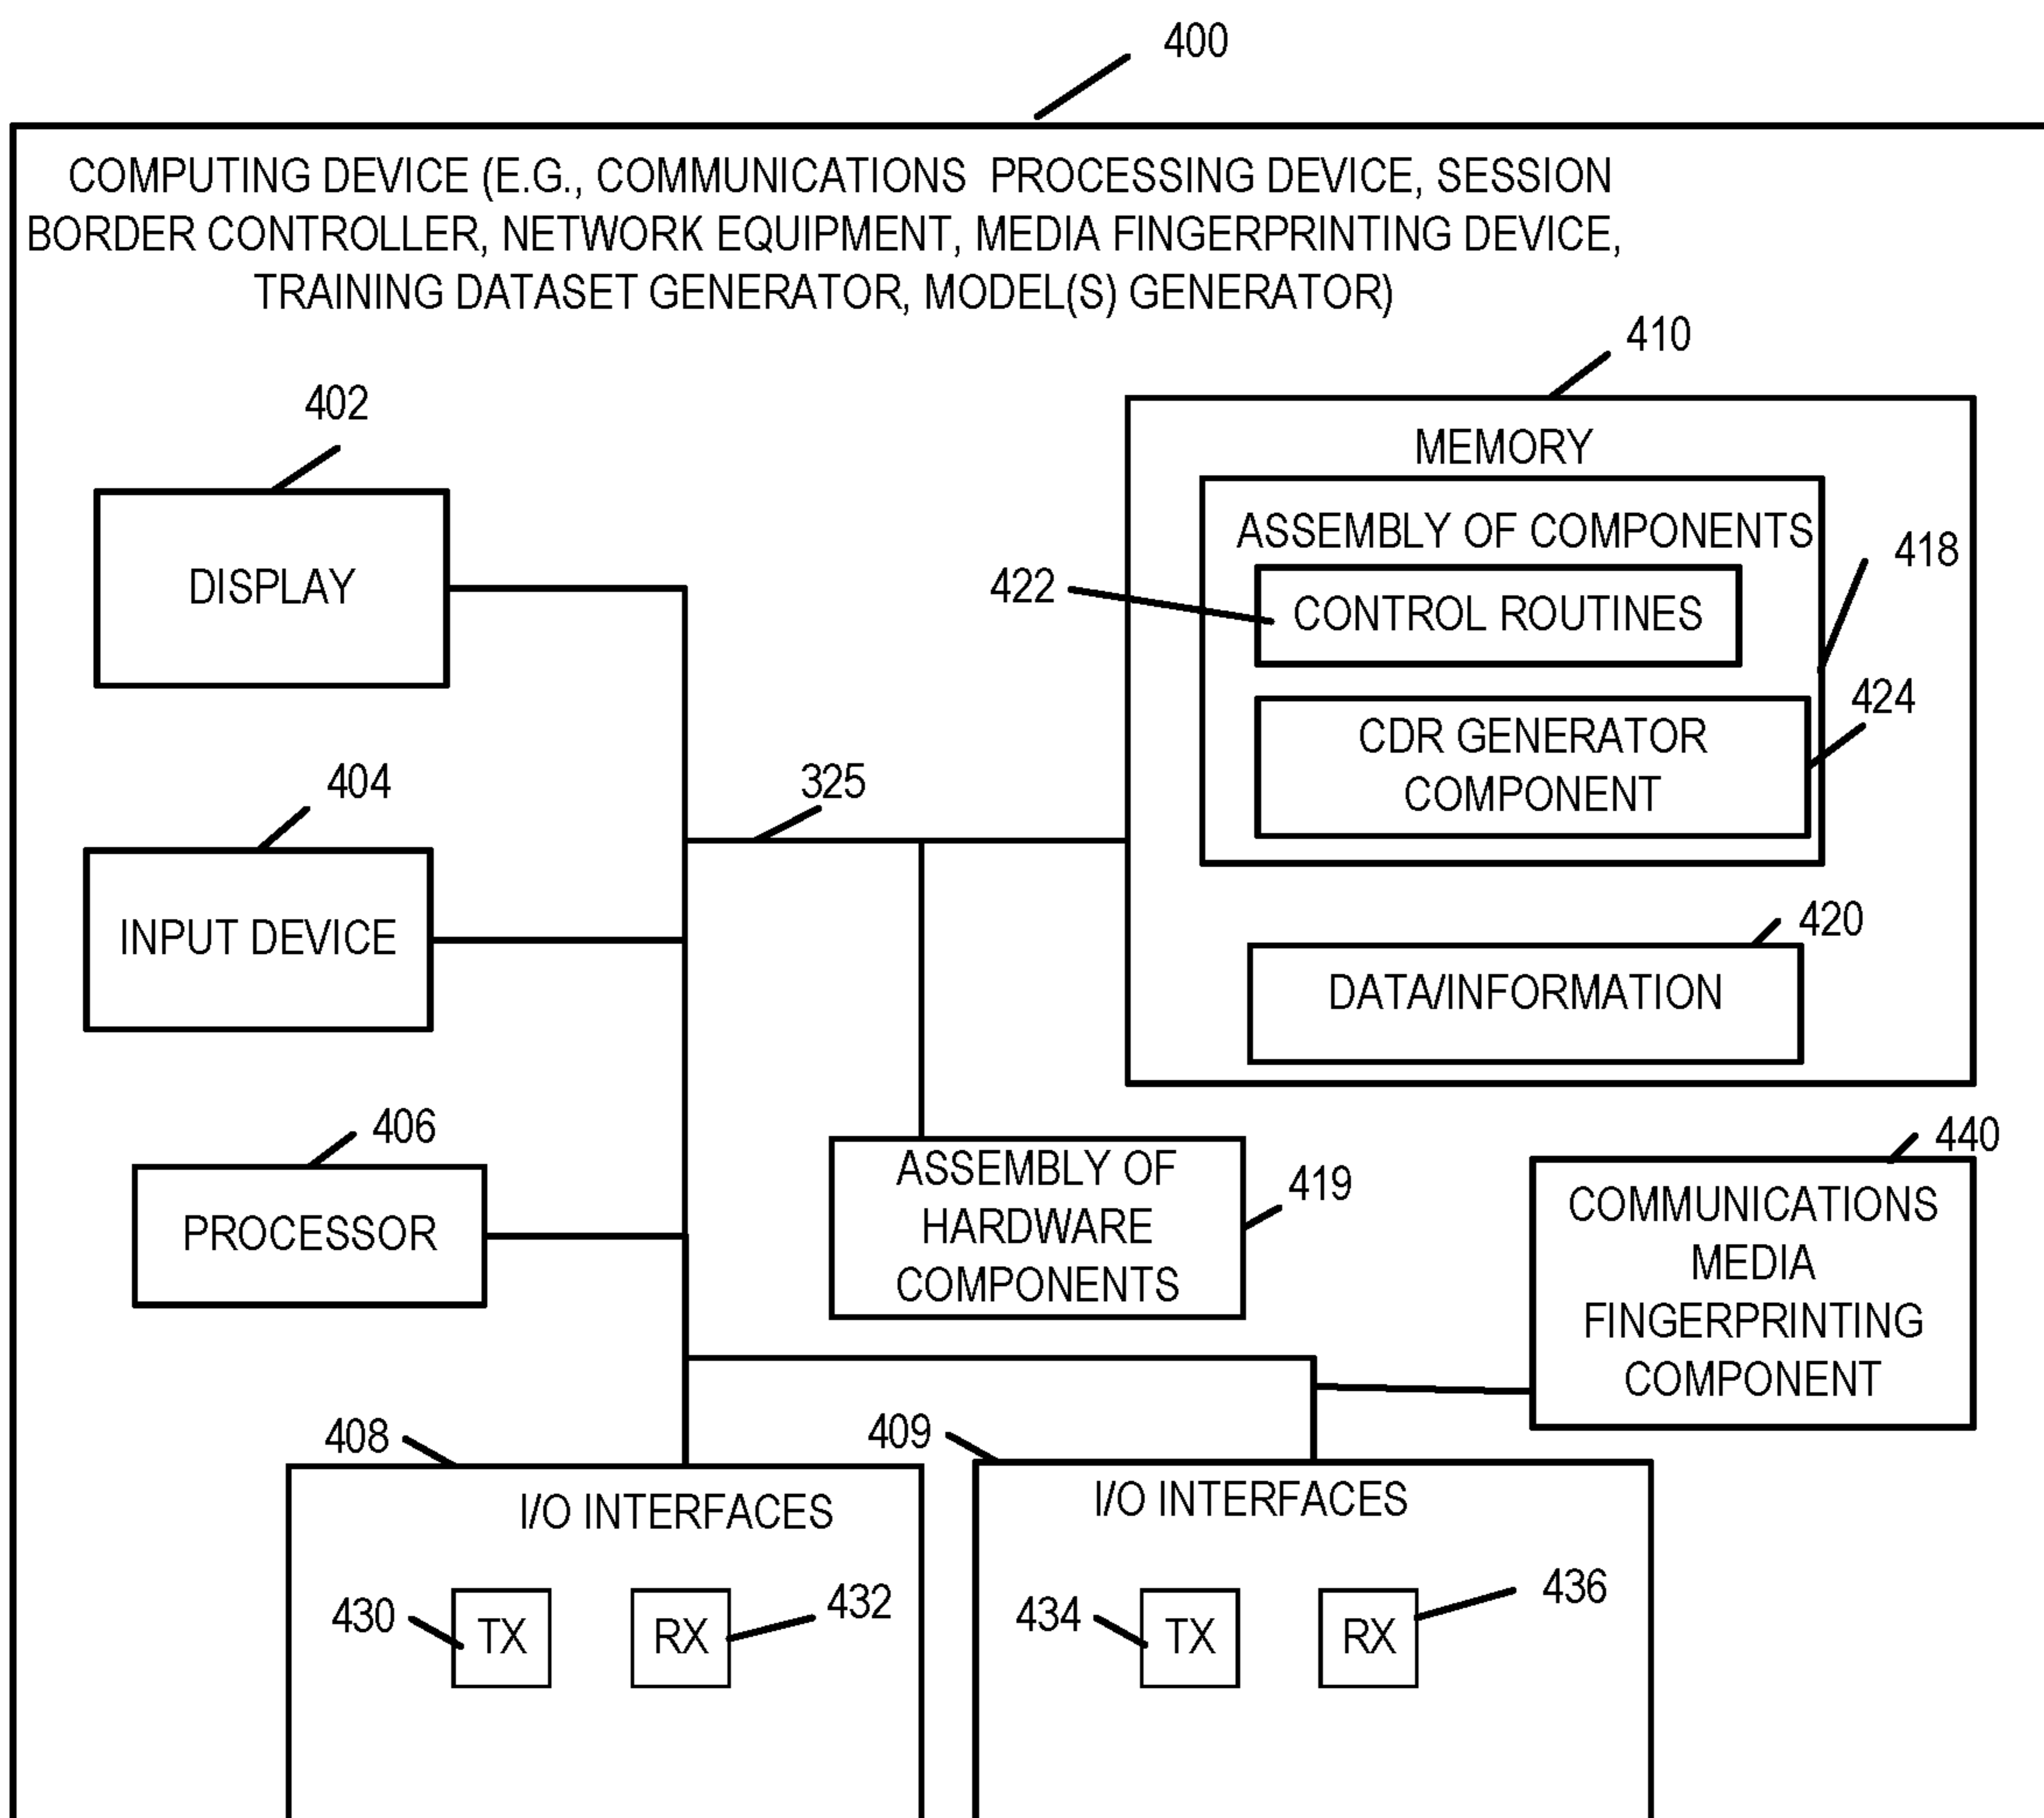 400
COMPUTING DEVICE (E.G., COMMUNICATIONS PROCESSING DEVICE, SESSION
BORDER CONTROLLER, NETWORK EQUIPMENT, MEDIA FINGERPRINTING DEVICE,
TRAINING DATASET GENERATOR, MODEL(S) GENERATOR)
410
402
MEMORY
ASSEMBLY OF COMPONENTS
418
422
CONTROL ROUTINES
DISPLAY
424
CDR GENERATOR
COMPONENT
404
325
INPUT DEVICE
420
DATA/INFORMATION
406
440
PROCESSOR
ASSEMBLY OF
HARDWARE
COMPONENTS
419
COMMUNICATIONS
MEDIA
FINGERPRINTING
COMPONENT
408
409
I/O INTERFACES
I/O INTERFACES
430
TX
RX
432
434
TX
RX
436